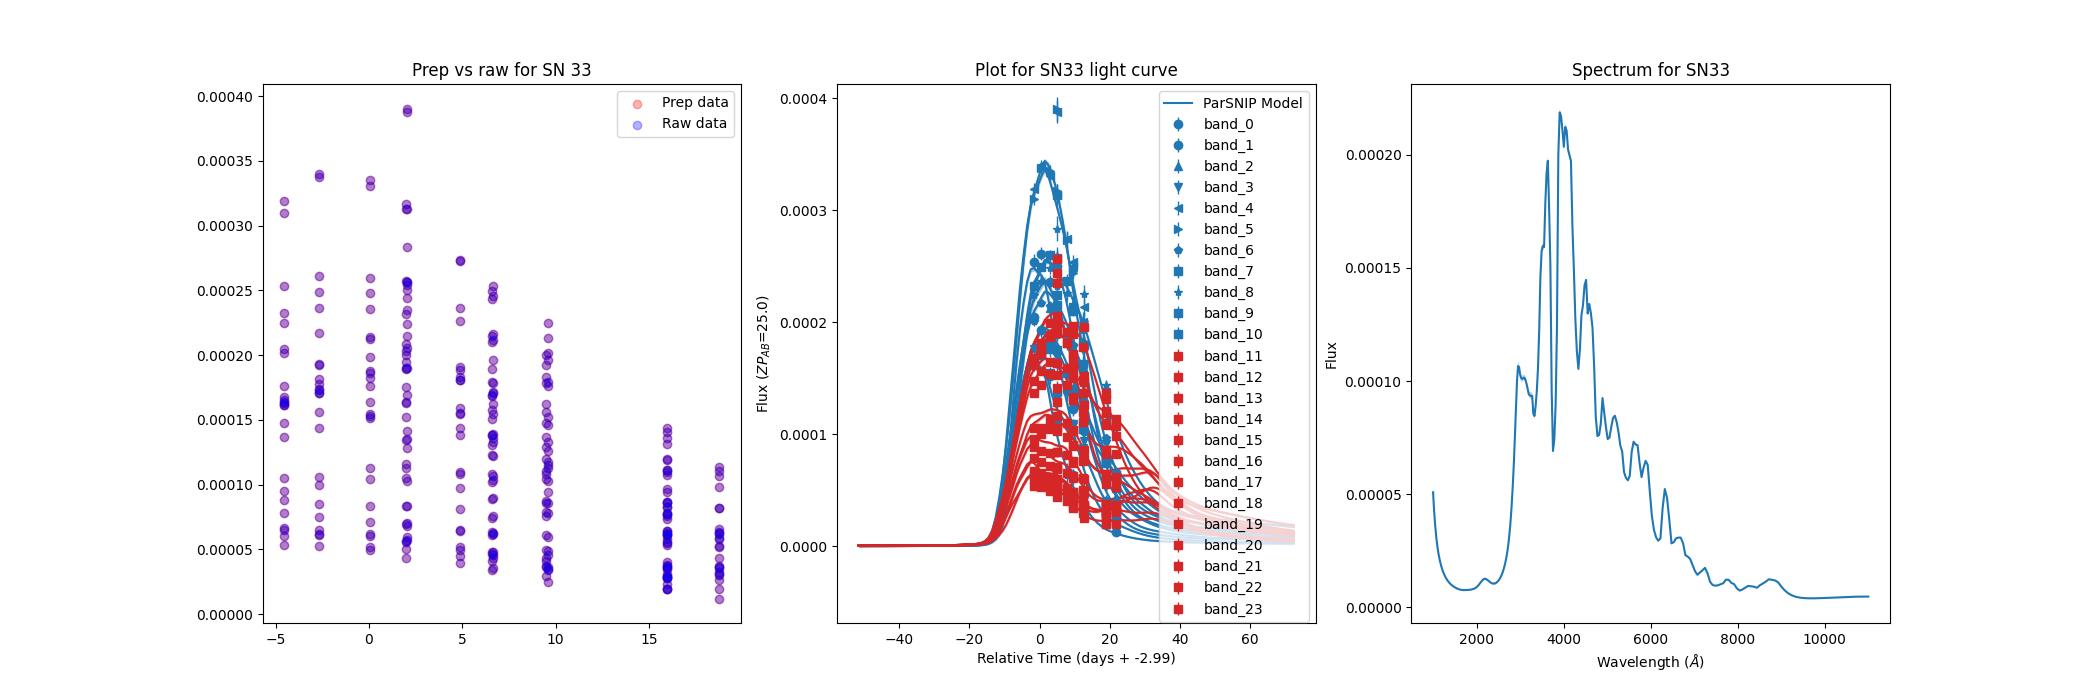 Prep vs raw for SN 33
Prep data
Raw data
0.00040
0.00035
0.00030
0.00025
0.00020
0.00015
0.00010
0.00005
0.00000
−5
0
5
10
15
Plot for SN33 light curve
ParSNIP Model
band_0
band_1
band_2
band_3
band_4
band_5
band_6
band_7
band_8
band_9
band_10
band_11
band_12
band_13
band_14
band_15
band_16
band_17
band_18
band_19
band_20
band_21
band_22
band_23
Flux (ZP_AB=25.0)
0.0004
0.0003
0.0002
0.0001
0.0000
−40
−20
0
20
40
60
Relative Time (days + -2.99)
Spectrum for SN33
Flux
0.00020
0.00015
0.00010
0.00005
0.00000
2000
4000
6000
8000
10000
Wavelength (Å)